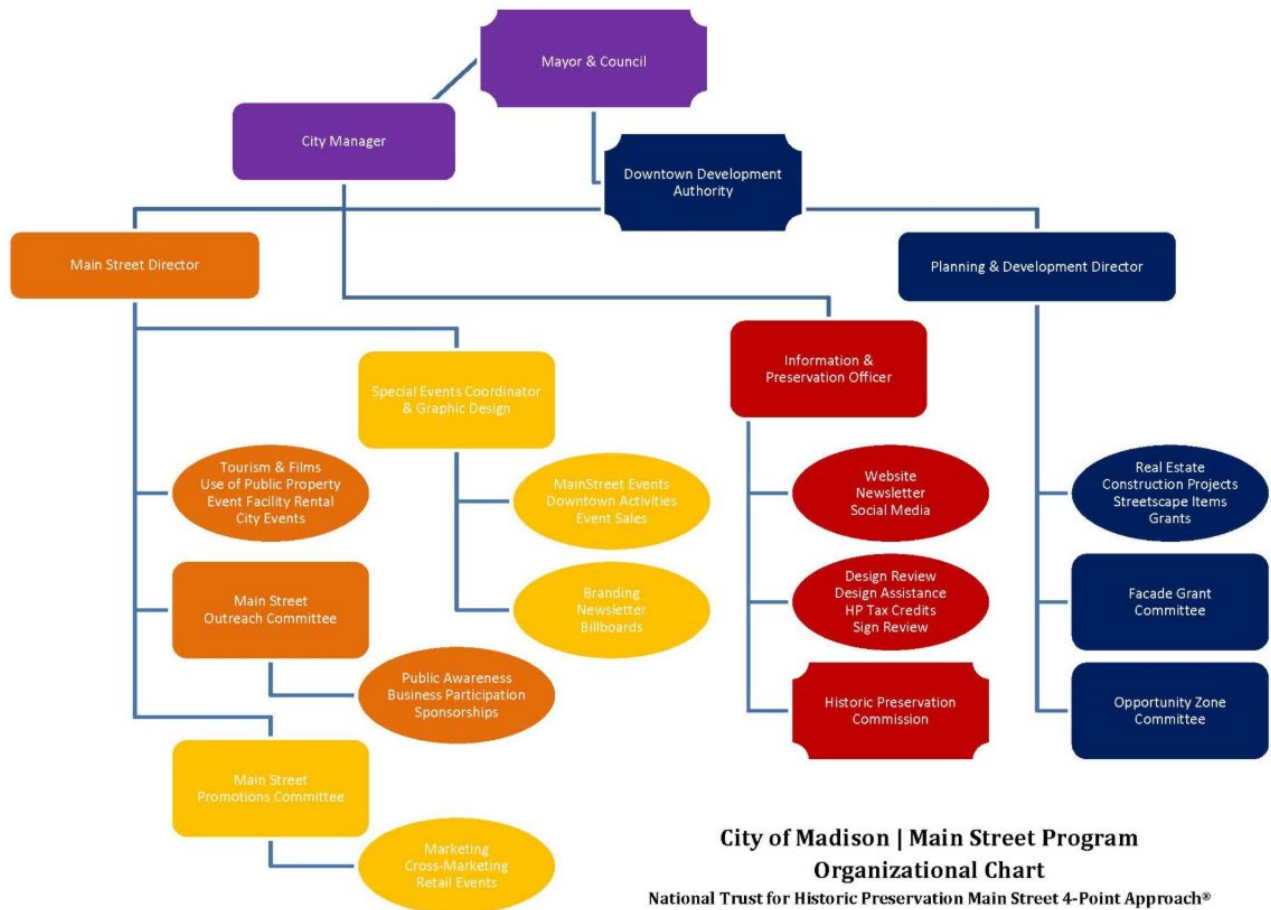 Mayor & Council
City Manager
Downtown Development
Authority
Main Street Director
Planning & Development Director
Special Events Coordinator
& Graphic Design
Information &
Preservation Officer
Tourism & Films
Use of Public Property
Event Facility Rental
City Events
MainStreet Events
Downtown Activities
Event Sales
Website
Newsletter
Social Media
Real Estate
Construction Projects
Streetscape Items
Grants
Main Street
Outreach Committee
Branding
Newsletter
Billboards
Design Review
Design Assistance
HP Tax Credits
Sign Review
Facade Grant
Committee
Public Awareness
Business Participation
Sponsorships
Historic Preservation
Commission
Opportunity Zone
Committee
Main Street
Promotions Committee
Marketing
Cross-Marketing
Retail Events
City of Madison | Main Street Program
Organizational Chart
National Trust for Historic Preservation Main Street 4-Point Approach®